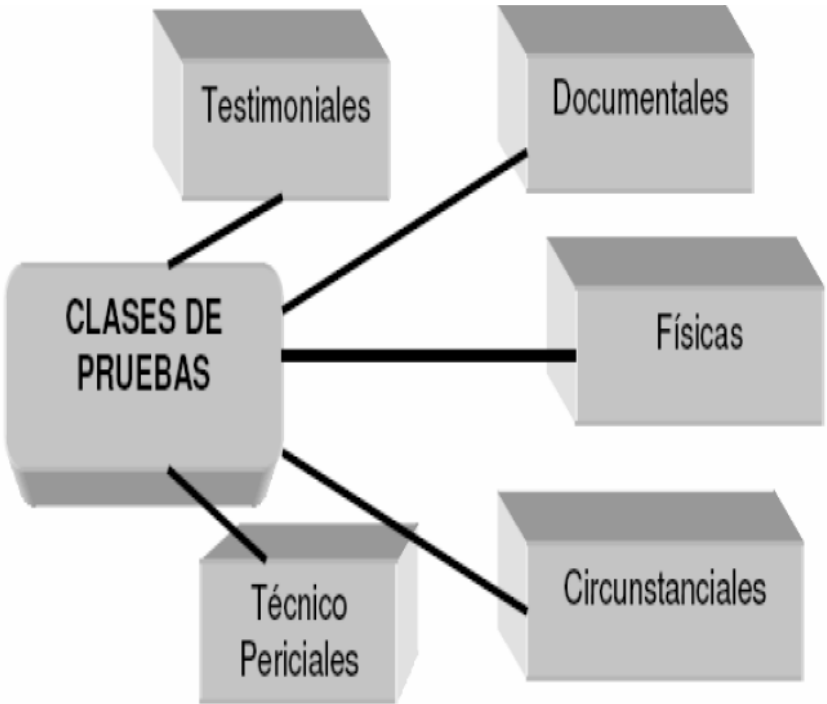 Testimoniales
Documentales
CLASES DE
PRUEBAS
Físicas
Circunstanciales
Técnico
Periciales